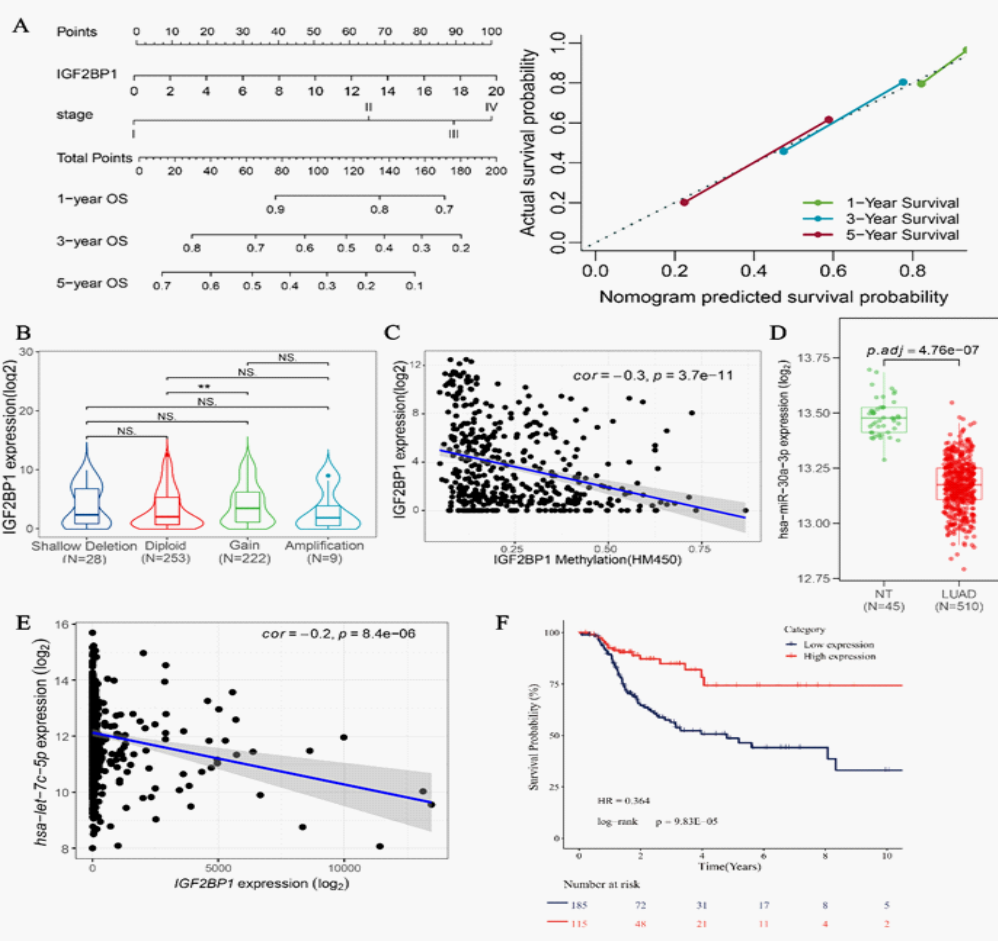 A
Points
0 10 20 30 40 50 60 70 80 90 100
IGF2BP1
0 2 4 6 8 10 12 14 16 18 20
stage
II IV
I III
Total Points
0 20 40 60 80 100 120 140 160 180 200
1-year OS
0.9 0.8 0.7
3-year OS
0.8 0.7 0.6 0.5 0.4 0.3 0.2
5-year OS
0.7 0.6 0.5 0.4 0.3 0.2 0.1
Actual survival probability
0.0 0.2 0.4 0.6 0.8 1.0
1-Year Survival
3-Year Survival
5-Year Survival
0.0 0.2 0.4 0.6 0.8
Nomogram predicted survival probability
B
IGF2BP1 expression(log2)
30
20
10
0
NS.
NS.
**
NS.
NS.
NS.
Shallow Deletion Diploid Gain Amplification
(N=28) (N=253) (N=222) (N=9)
C
IGF2BP1 expression(log2)
12
8
4
0
cor = −0.3, p = 3.7e−11
0.25 0.50 0.75
IGF2BP1 Methylation(HM450)
D
hsa−miR−30a−3p expression (log2)
13.75
13.50
13.25
13.00
12.75
p.adj = 4.76e−07
NT LUAD
(N=45) (N=510)
E
hsa−let−7c−5p expression (log2)
16
14
12
10
8
cor = −0.2, p = 8.4e−06
0 5000 10000
IGF2BP1 expression (log2)
F
Survival Probability (%)
100
75
50
25
0
Category
Low expression
High expression
HR = 0.364
log−rank p = 9.83E−05
0 2 4 6 8 10
Time(Years)
Number at risk
185 72 31 17 8 5
115 48 21 11 4 2